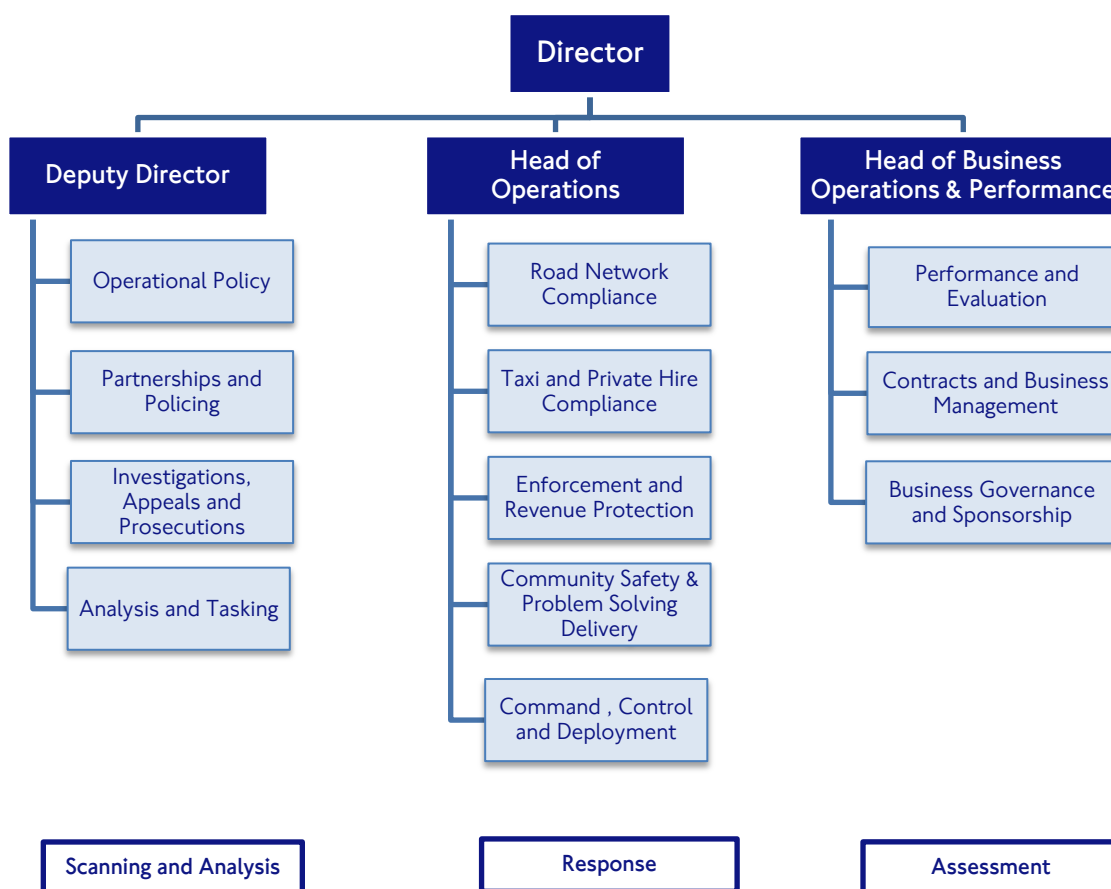 Director
Deputy Director
Head of
Operations
Head of Business
Operations & Performance
Operational Policy
Partnerships and
Policing
Investigations,
Appeals and
Prosecutions
Analysis and Tasking
Road Network
Compliance
Taxi and Private Hire
Compliance
Enforcement and
Revenue Protection
Community Safety &
Problem Solving
Delivery
Command , Control
and Deployment
Performance and
Evaluation
Contracts and Business
Management
Business Governance
and Sponsorship
Scanning and Analysis
Response
Assessment